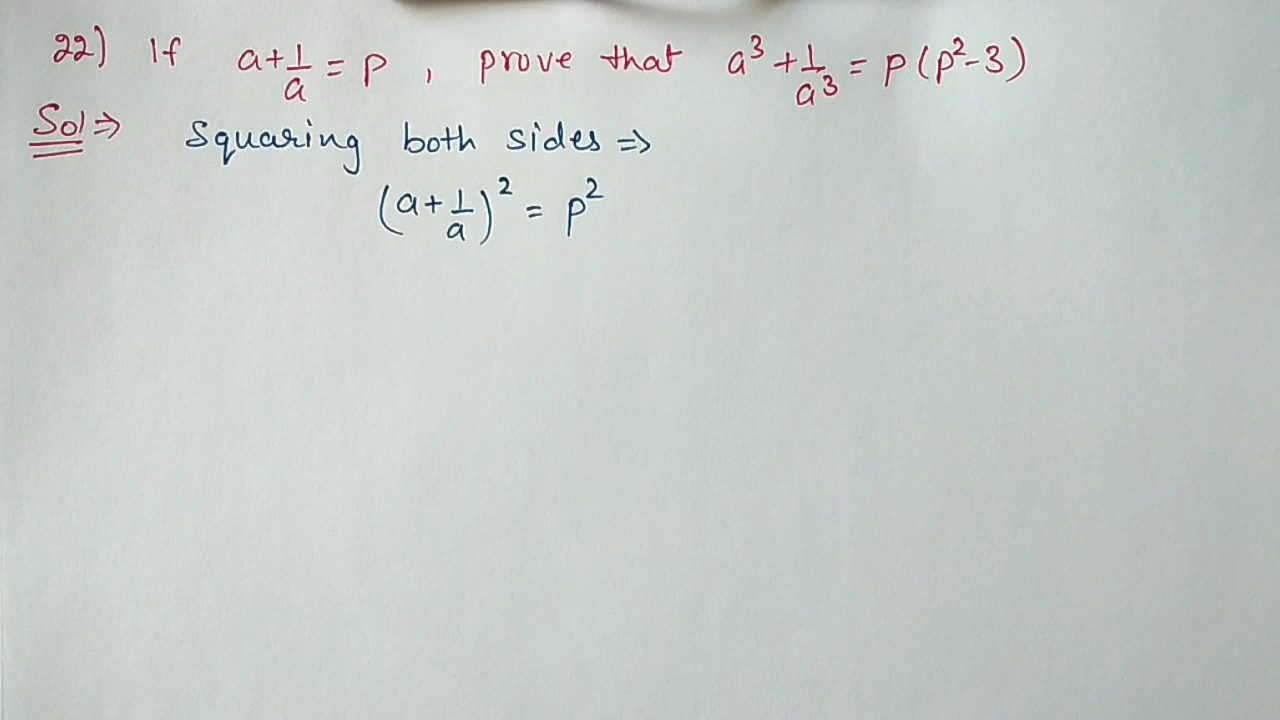 22) If a+1/a = p , prove that a³ + 1/a³ = p(p²-3)
Sol ⇒ Squaring both sides ⇒
(a+1/a)² = p²